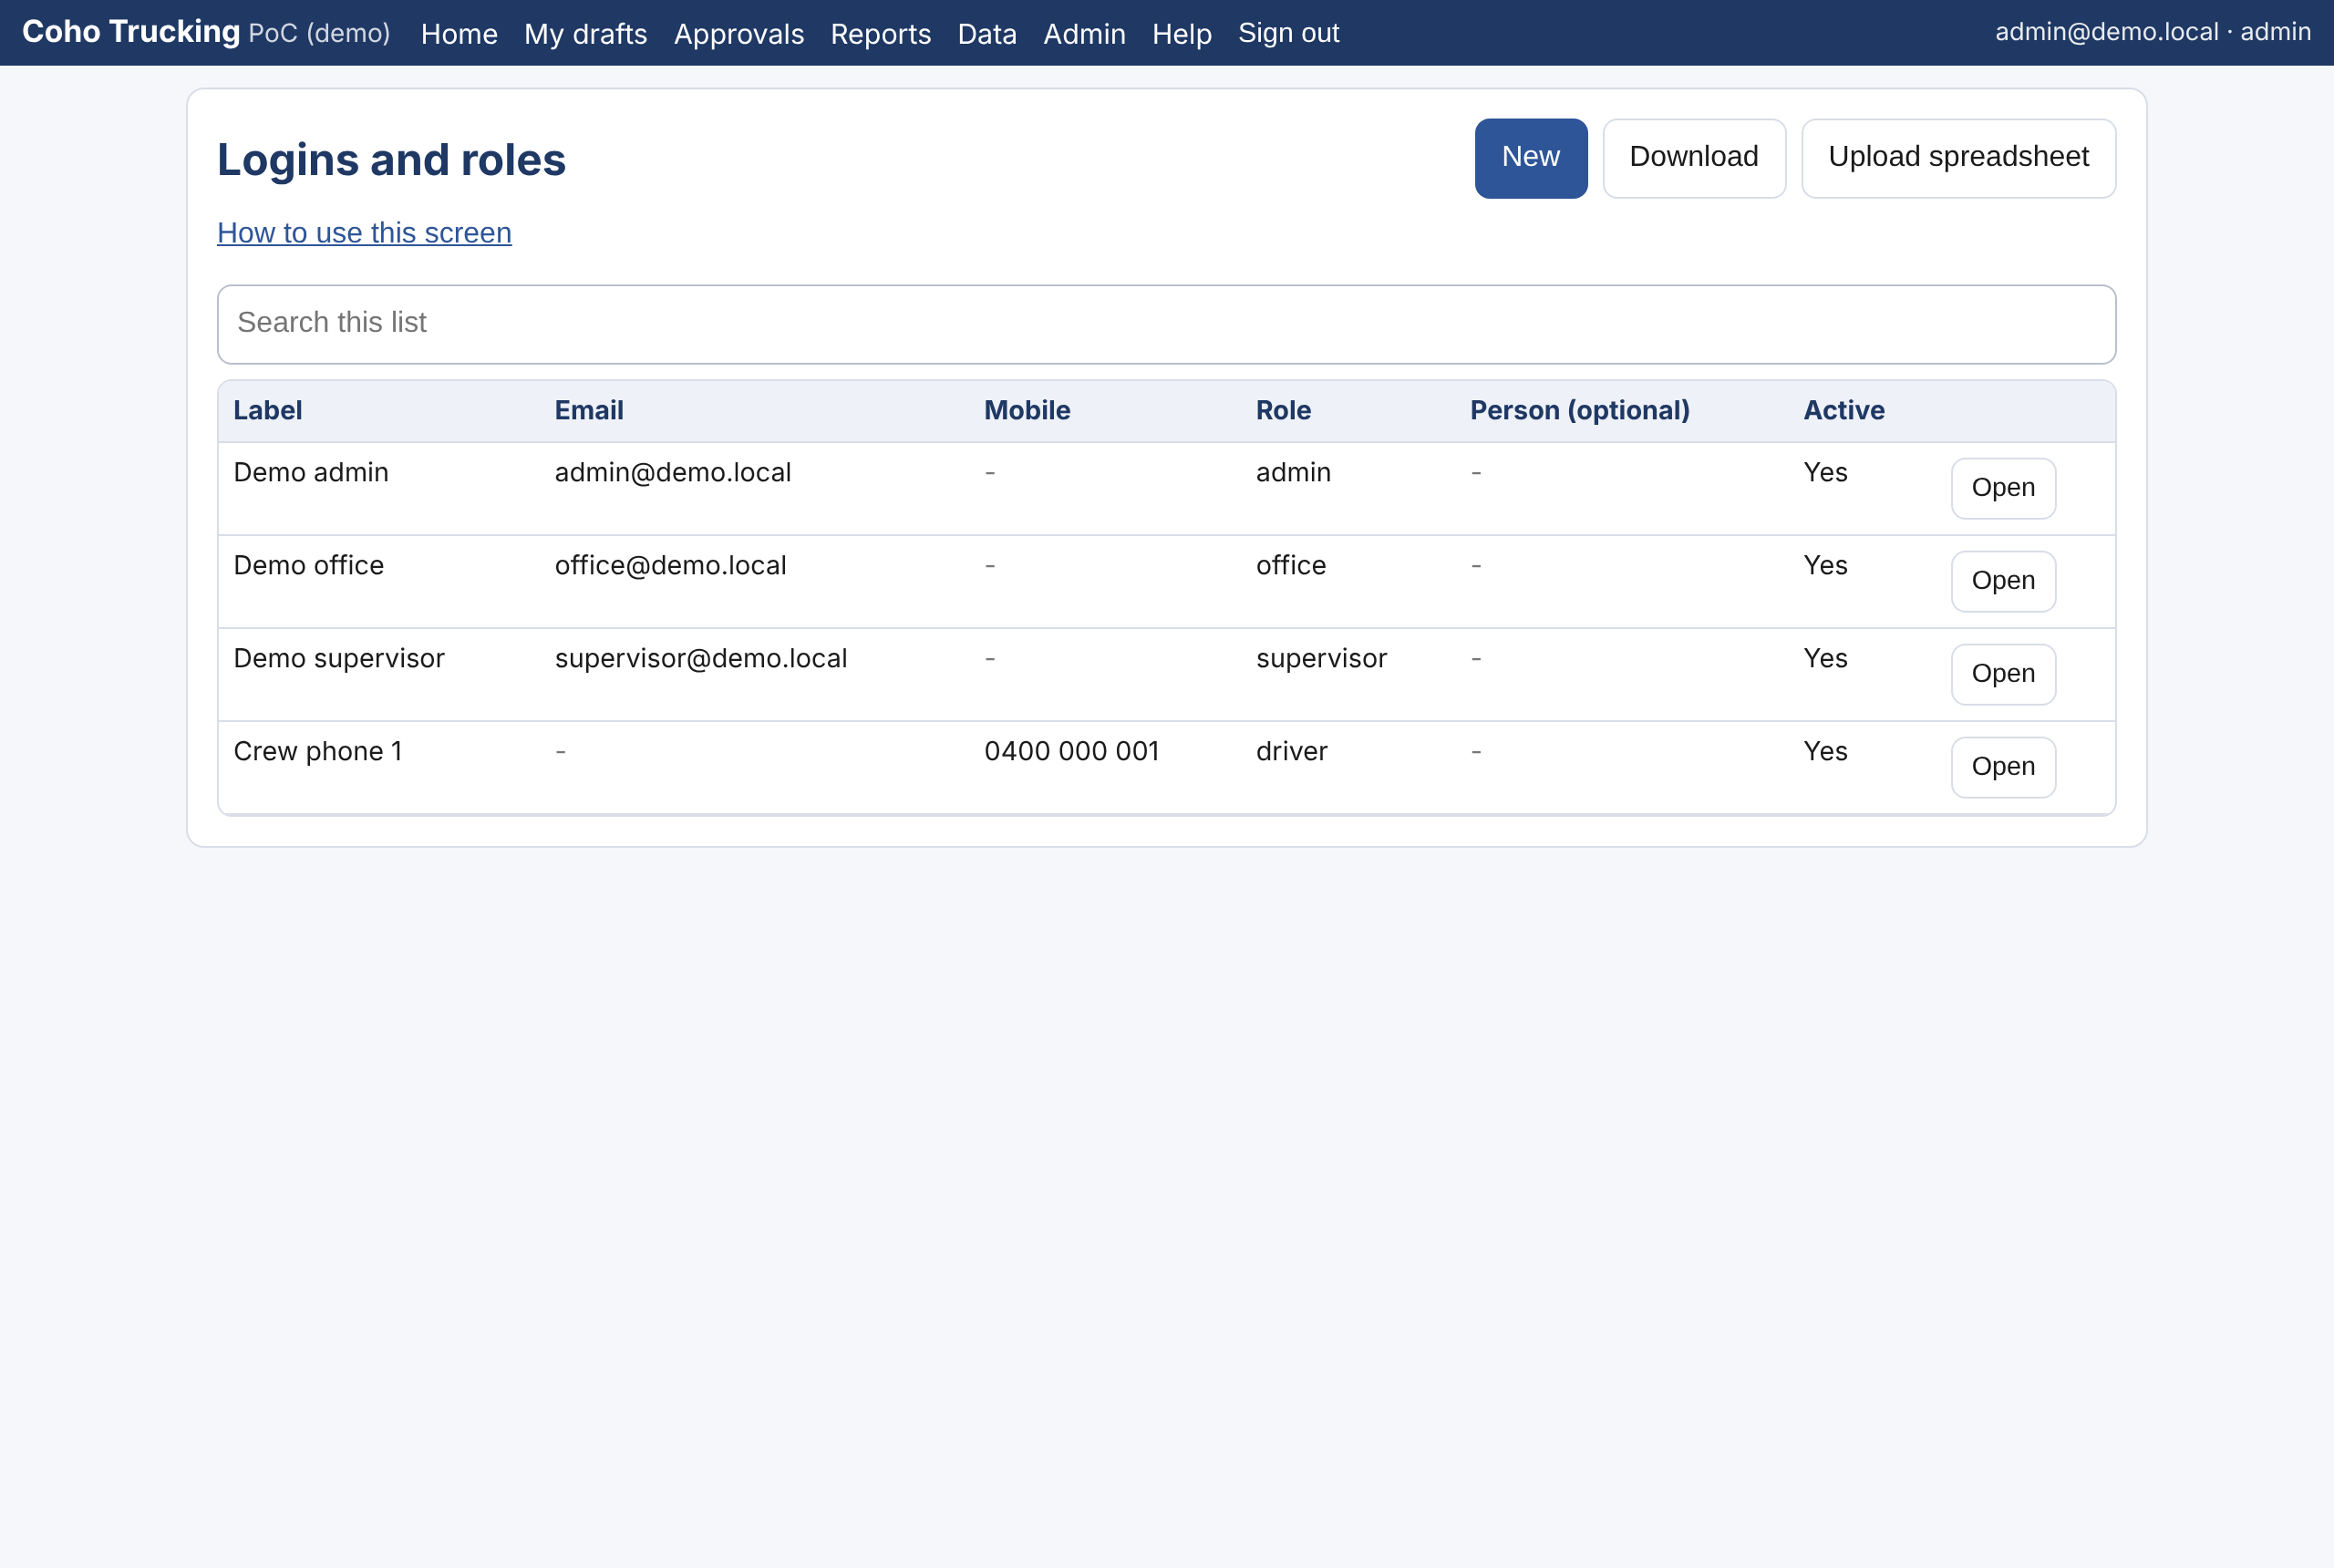 Coho Trucking PoC (demo) Home My drafts Approvals Reports Data Admin Help Sign out admin@demo.local · admin
Logins and roles New Download Upload spreadsheet
How to use this screen
Search this list
Label Email Mobile Role Person (optional) Active
Demo admin admin@demo.local - admin - Yes Open
Demo office office@demo.local - office - Yes Open
Demo supervisor supervisor@demo.local - supervisor - Yes Open
Crew phone 1 - 0400 000 001 driver - Yes Open